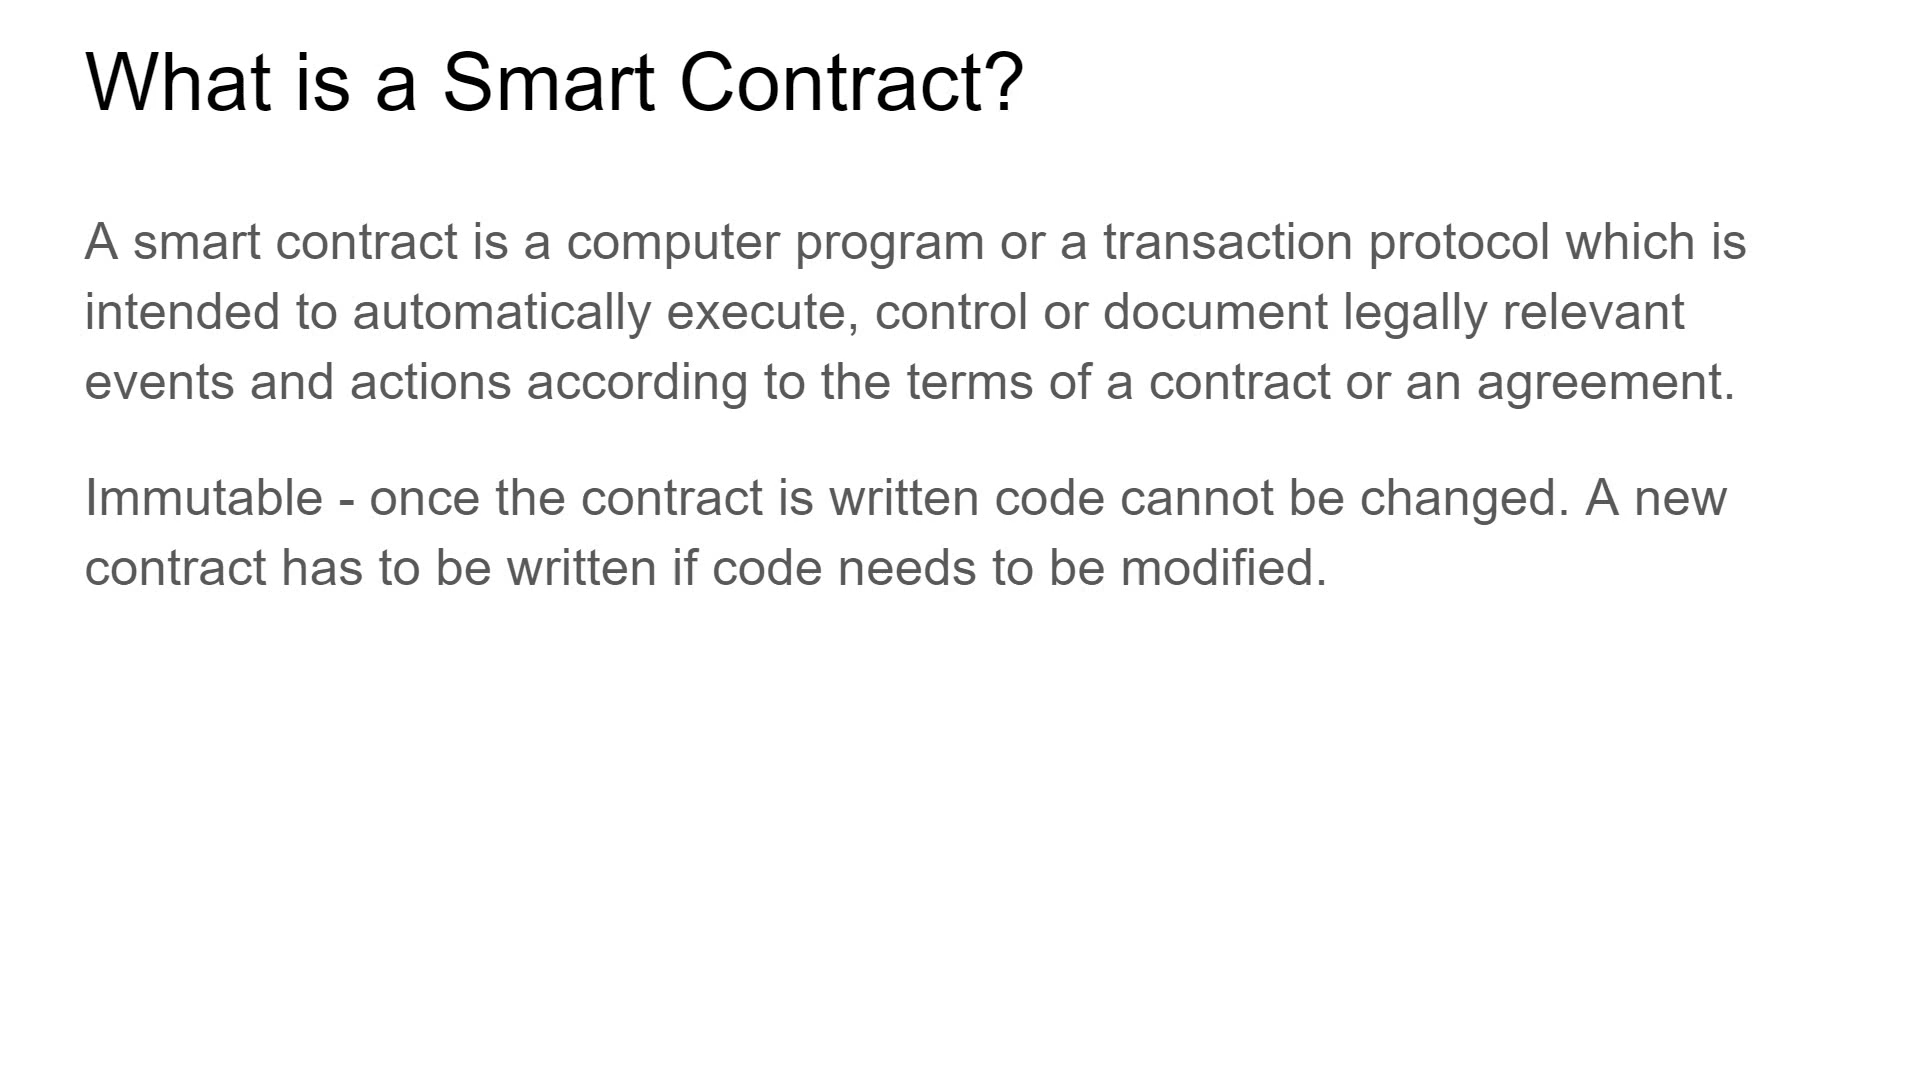 What is a Smart Contract?
A smart contract is a computer program or a transaction protocol which is
intended to automatically execute, control or document legally relevant
events and actions according to the terms of a contract or an agreement.
Immutable - once the contract is written code cannot be changed. A new
contract has to be written if code needs to be modified.